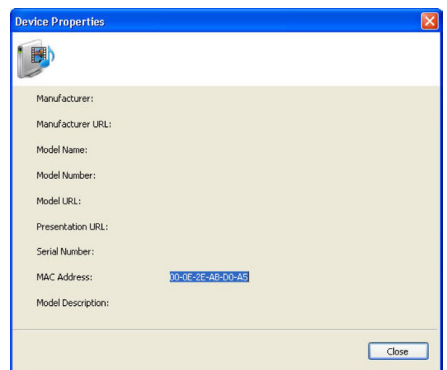 Device Properties
Manufacturer:
Manufacturer URL:
Model Name:
Model Number:
Model URL:
Presentation URL:
Serial Number:
MAC Address: 00-0E-2E-AB-D0-A5
Model Description:
Close